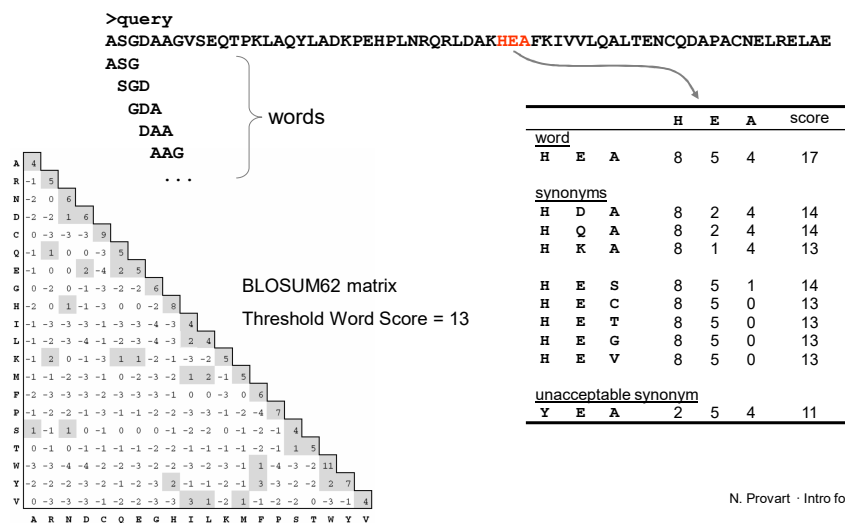 >query
ASGDAAGVSEQTPKLAQYLADKPEHPLNRQRLDAKHEAFKIVVLQALTENCQDAPACNELRELAE
ASG
SGD
GDA
DAA
AAG
...
words
H E A score
word
H E A 8 5 4 17
synonyms
H D A 8 2 4 14
H Q A 8 2 4 14
H K A 8 1 4 13
H E S 8 5 1 14
H E C 8 5 0 13
H E T 8 5 0 13
H E G 8 5 0 13
H E V 8 5 0 13
unacceptable synonym
Y E A 2 5 4 11
BLOSUM62 matrix
Threshold Word Score = 13
A 4
R -1 5
N -2 0 6
D -2 -2 1 6
C 0 -3 -3 -3 9
Q -1 1 0 0 -3 5
E -1 0 0 2 -4 2 5
G 0 -2 0 -1 -3 -2 -2 6
H -2 0 1 -1 -3 0 0 -2 8
I -1 -3 -3 -3 -1 -3 -3 -4 -3 4
L -1 -2 -3 -4 -1 -2 -3 -4 -3 2 4
K -1 2 0 -1 -3 1 1 -2 -1 -3 -2 5
M -1 -1 -2 -3 -1 0 -2 -3 -2 1 2 -1 5
F -2 -3 -3 -3 -2 -3 -3 -3 -1 0 0 -3 0 6
P -1 -2 -2 -1 -3 -1 -1 -2 -2 -3 -3 -1 -2 -4 7
S 1 -1 1 0 -1 0 0 0 -1 -2 -2 0 -1 -2 -1 4
T 0 -1 0 -1 -1 -1 -1 -2 -2 -1 -1 -1 -1 -2 -1 1 5
W -3 -3 -4 -4 -2 -2 -3 -2 -2 -3 -2 -3 -1 1 -4 -3 -2 11
Y -2 -2 -2 -3 -2 -1 -2 -3 2 -1 -1 -2 -1 3 -3 -2 -2 2 7
V 0 -3 -3 -3 -1 -2 -2 -3 -3 3 1 -2 1 -1 -2 -2 0 -3 -1 4
A R N D C Q E G H I L K M F P S T W Y V
N. Provart · Intro fo